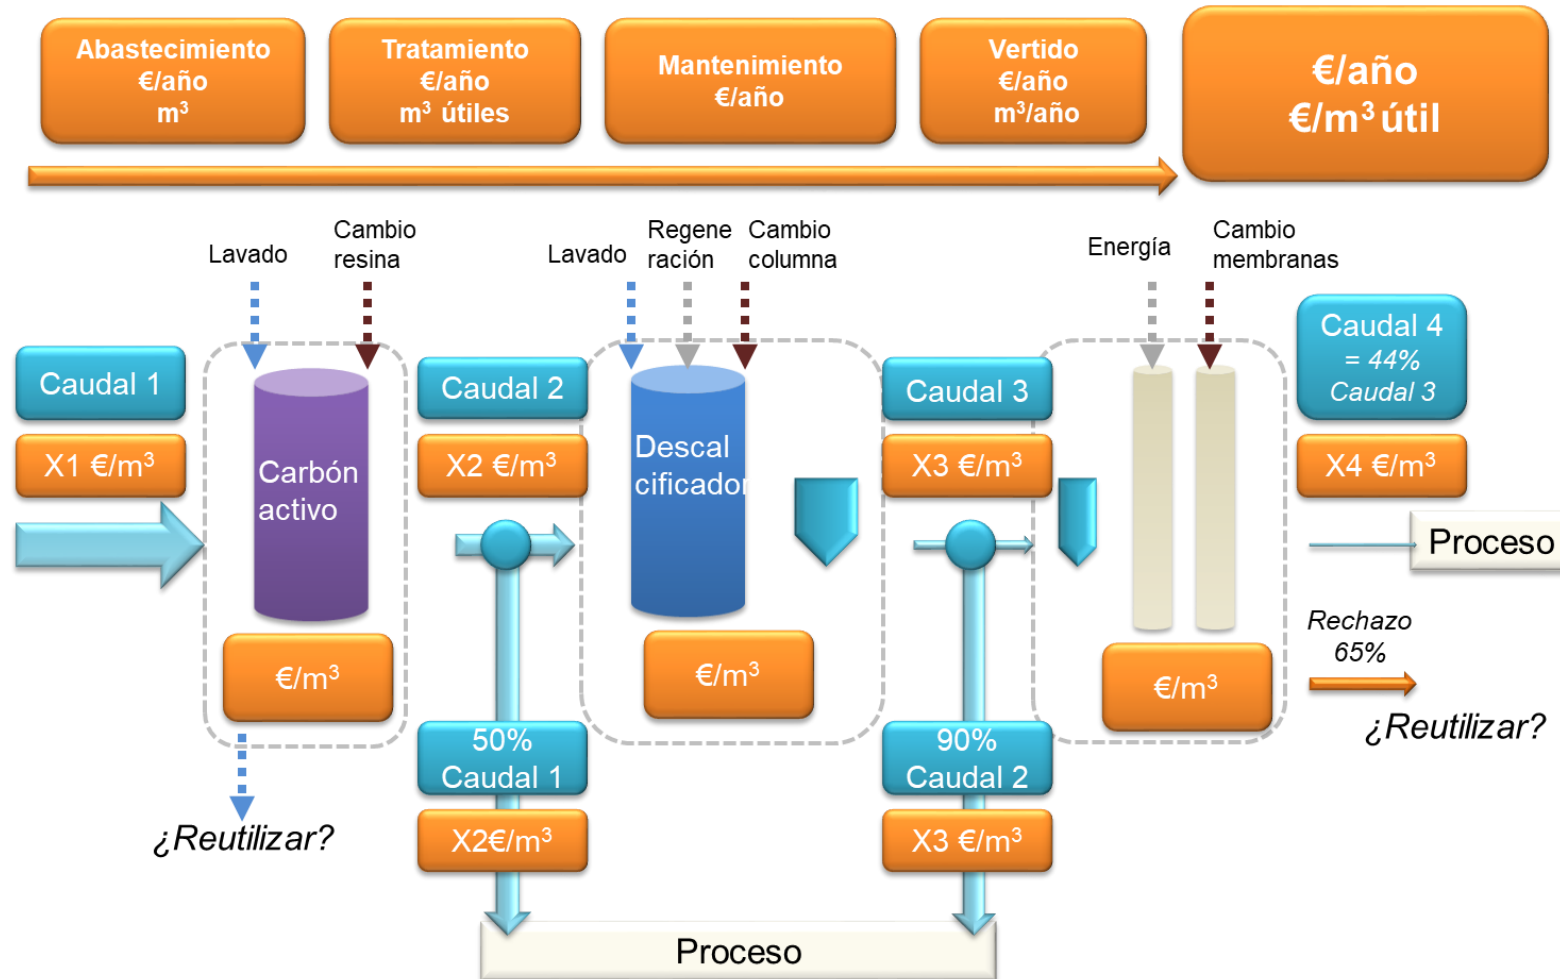 Abastecimiento
€/año
m³
Tratamiento
€/año
m³ útiles
Mantenimiento
€/año
Vertido
€/año
m³/año
€/año
€/m³ útil
Lavado
Cambio
resina
Lavado
Regene
ración
Cambio
columna
Energía
Cambio
membranas
Caudal 1
X1 €/m³
Carbón
activo
€/m³
¿Reutilizar?
Caudal 2
X2 €/m³
Descal
cificador
€/m³
50%
Caudal 1
X2€/m³
Caudal 3
X3 €/m³
90%
Caudal 2
X3 €/m³
€/m³
Caudal 4
= 44%
Caudal 3
X4 €/m³
Proceso
Rechazo
65%
¿Reutilizar?
Proceso